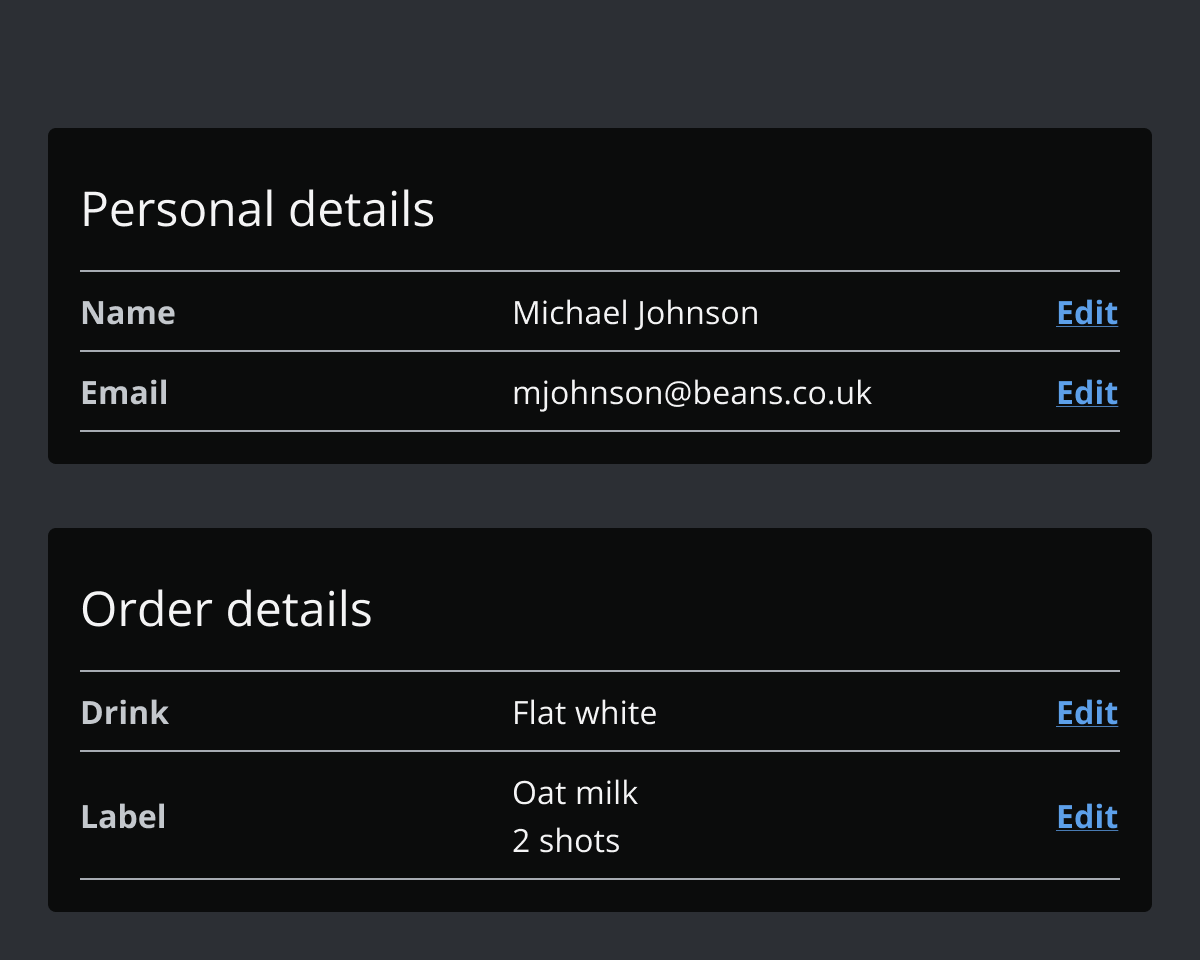 Personal details
Name Michael Johnson Edit
Email mjohnson@beans.co.uk Edit
Order details
Drink Flat white Edit
Label Oat milk Edit
2 shots